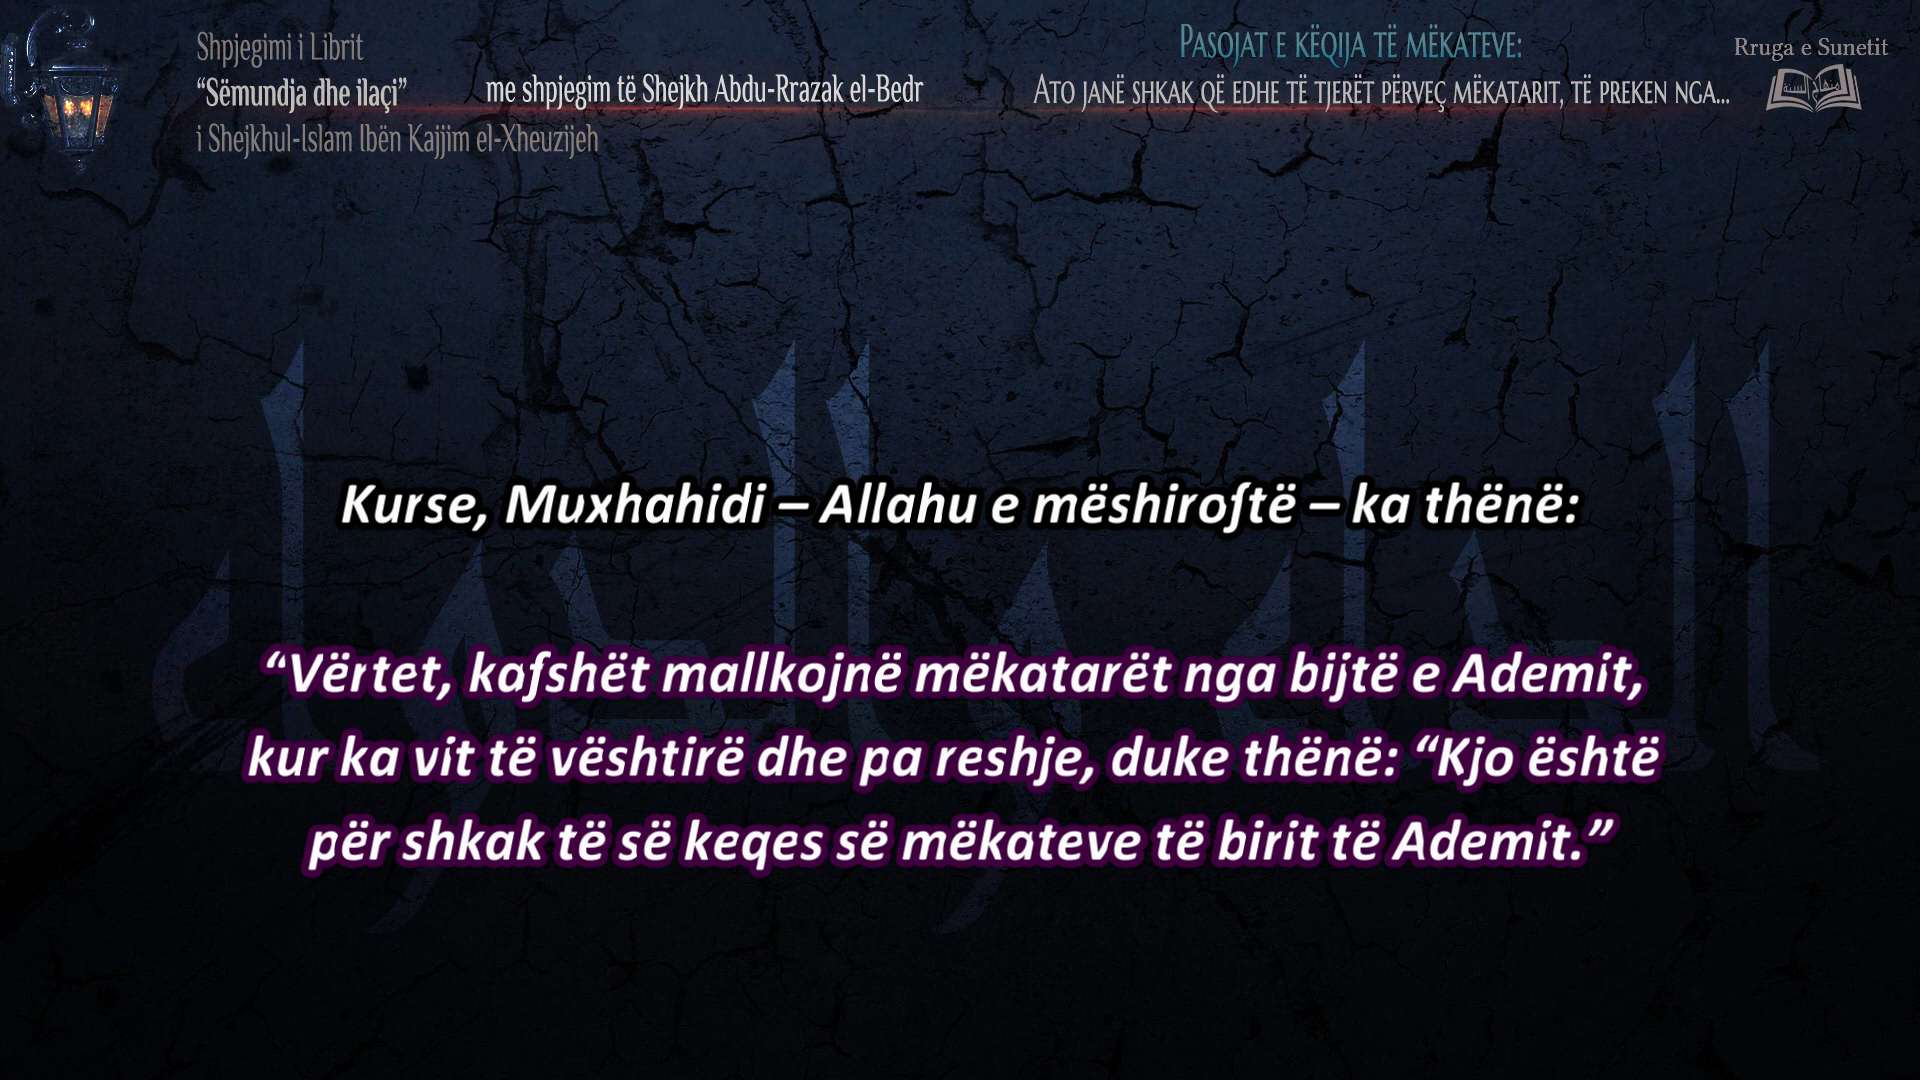 Shpjegimi i Librit
“Sëmundja dhe ilaçi”
i Shejkhul-Islam Ibën Kajjim el-Xheuzijeh
me shpjegim të Shejkh Abdu-Rrazak el-Bedr
Pasojat e këqija të mëkateve:
Ato janë shkak që edhe të tjerët përveç mëkatarit, të preken nga...
Rruga e Sunetit
منهاج السنة
Kurse, Muxhahidi – Allahu e mëshiroftë – ka thënë:
“Vërtet, kafshët mallkojnë mëkatarët nga bijtë e Ademit,
kur ka vit të vështirë dhe pa reshje, duke thënë: “Kjo është
për shkak të së keqes së mëkateve të birit të Ademit.”